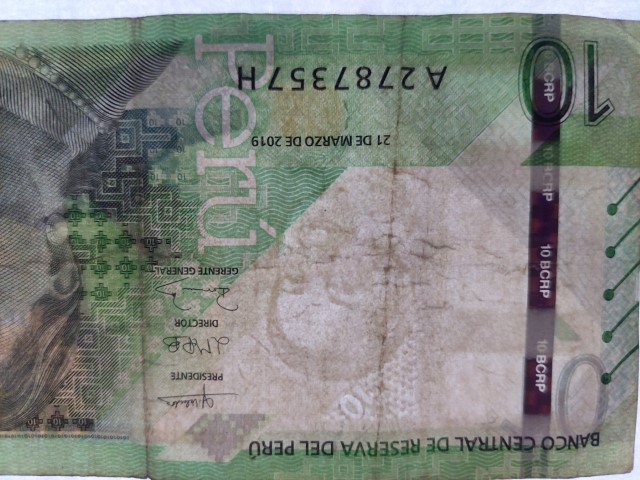 BANCO CENTRAL DE RESERVA DEL PERÚ
10 BCRP
10 BCRP
10 BCRP
BCRP
PRESIDENTE
DIRECTOR
GERENTE GENERAL
Perú
21 DE MARZO DE 2019
10
A 2787357 H